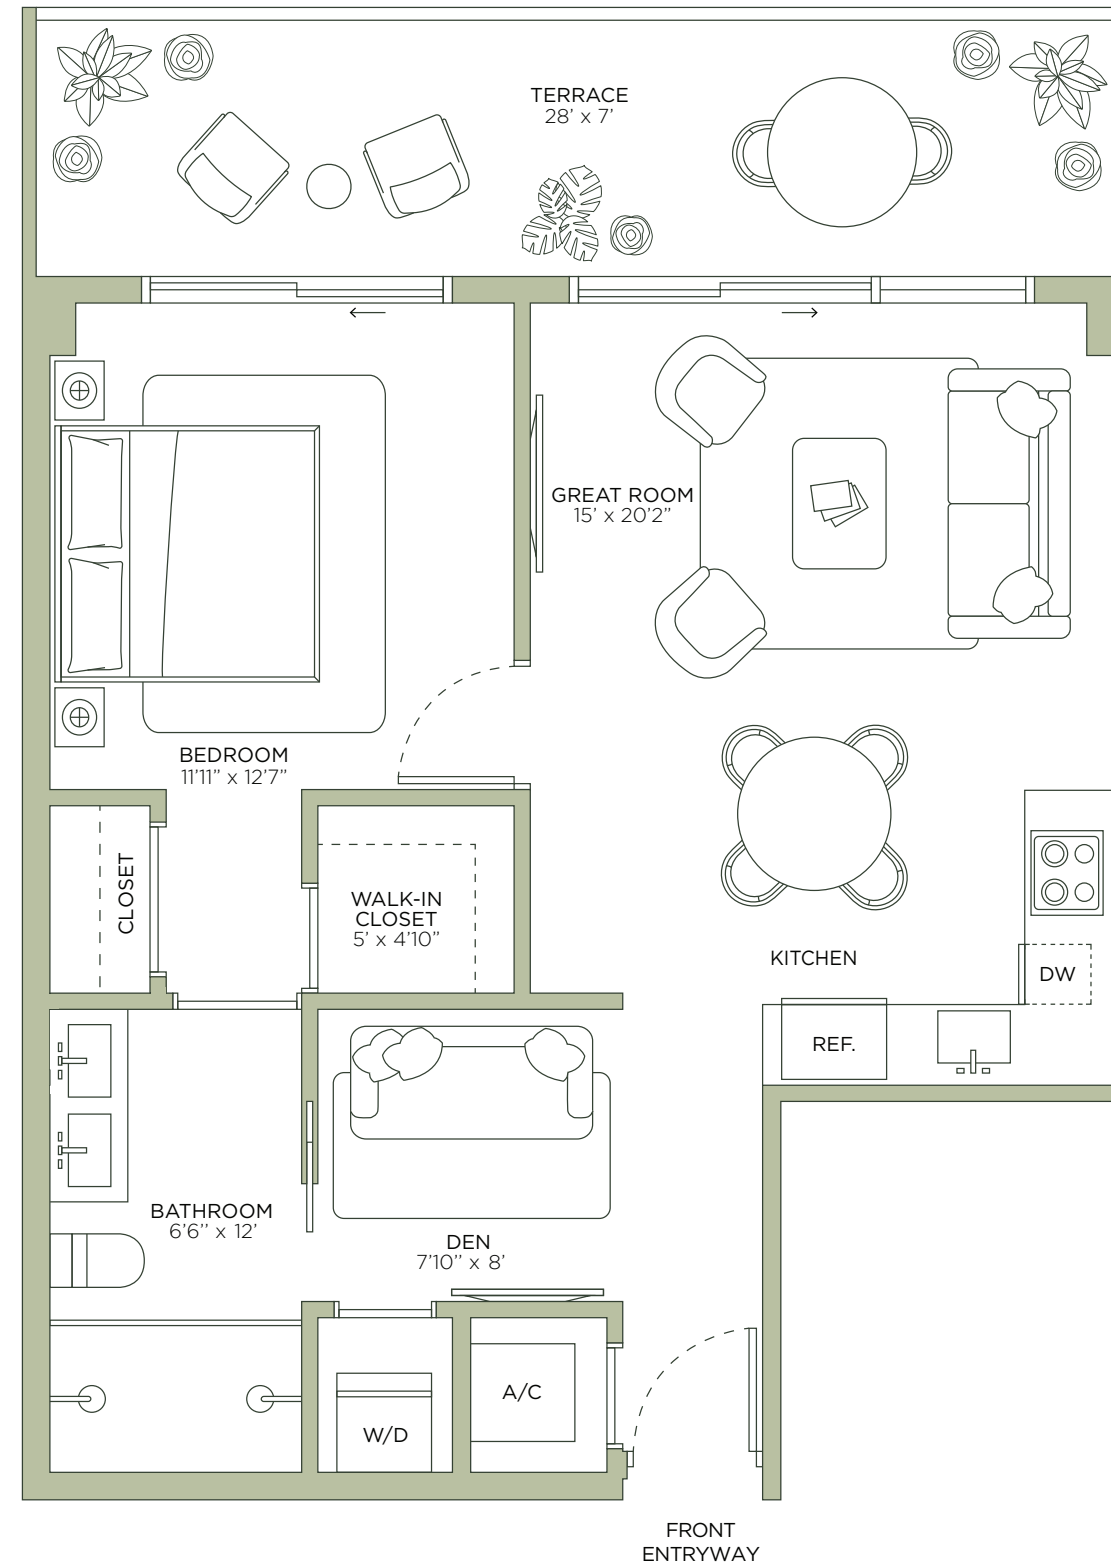 TERRACE
28’ x 7’
GREAT ROOM
15’ x 20’2”
BEDROOM
11’11” x 12’7”
CLOSET
WALK-IN
CLOSET
5’ x 4’10”
KITCHEN
DW
REF.
BATHROOM
6’6’’ x 12’
DEN
7’10’’ x 8’
A/C
W/D
FRONT
ENTRYWAY